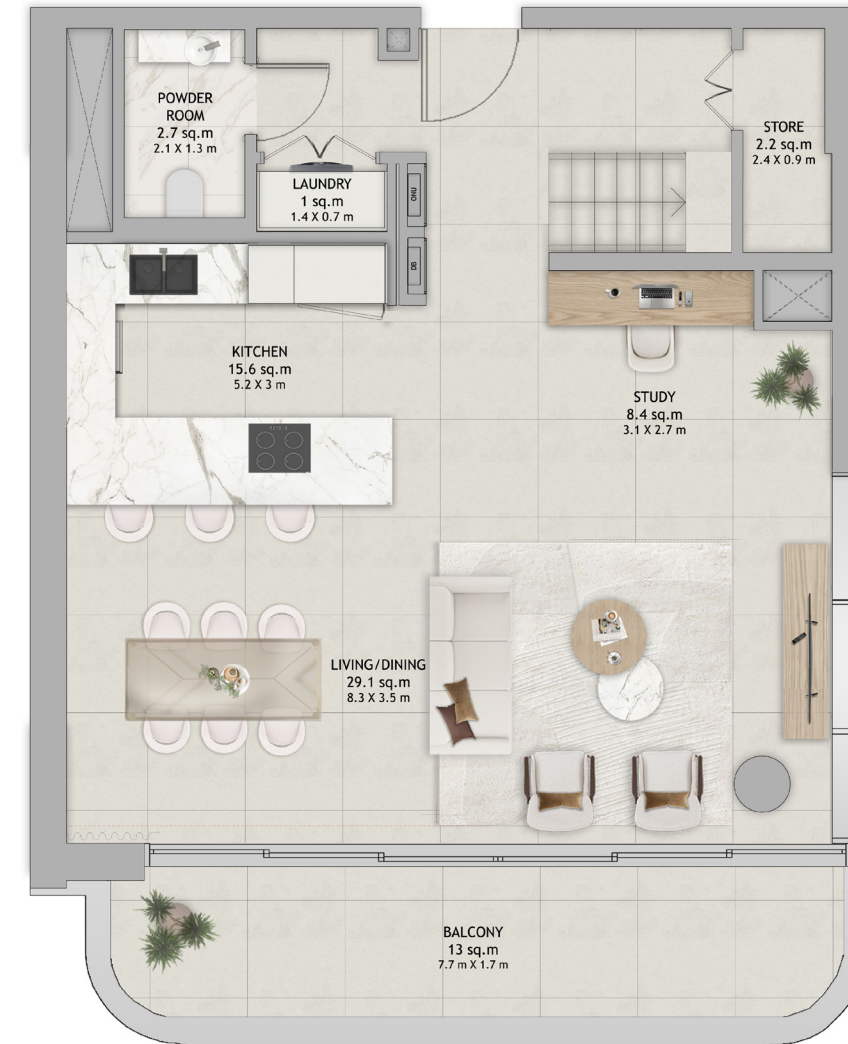 POWDER
ROOM
2.7 sq.m
2.1 X 1.3 m
STORE
2.2 sq.m
2.4 X 0.9 m
LAUNDRY
1 sq.m
1.4 X 0.7 m
ONU
DB
KITCHEN
15.6 sq.m
5.2 X 3 m
STUDY
8.4 sq.m
3.1 X 2.7 m
LIVING/DINING
29.1 sq.m
8.3 X 3.5 m
BALCONY
13 sq.m
7.7 m X 1.7 m